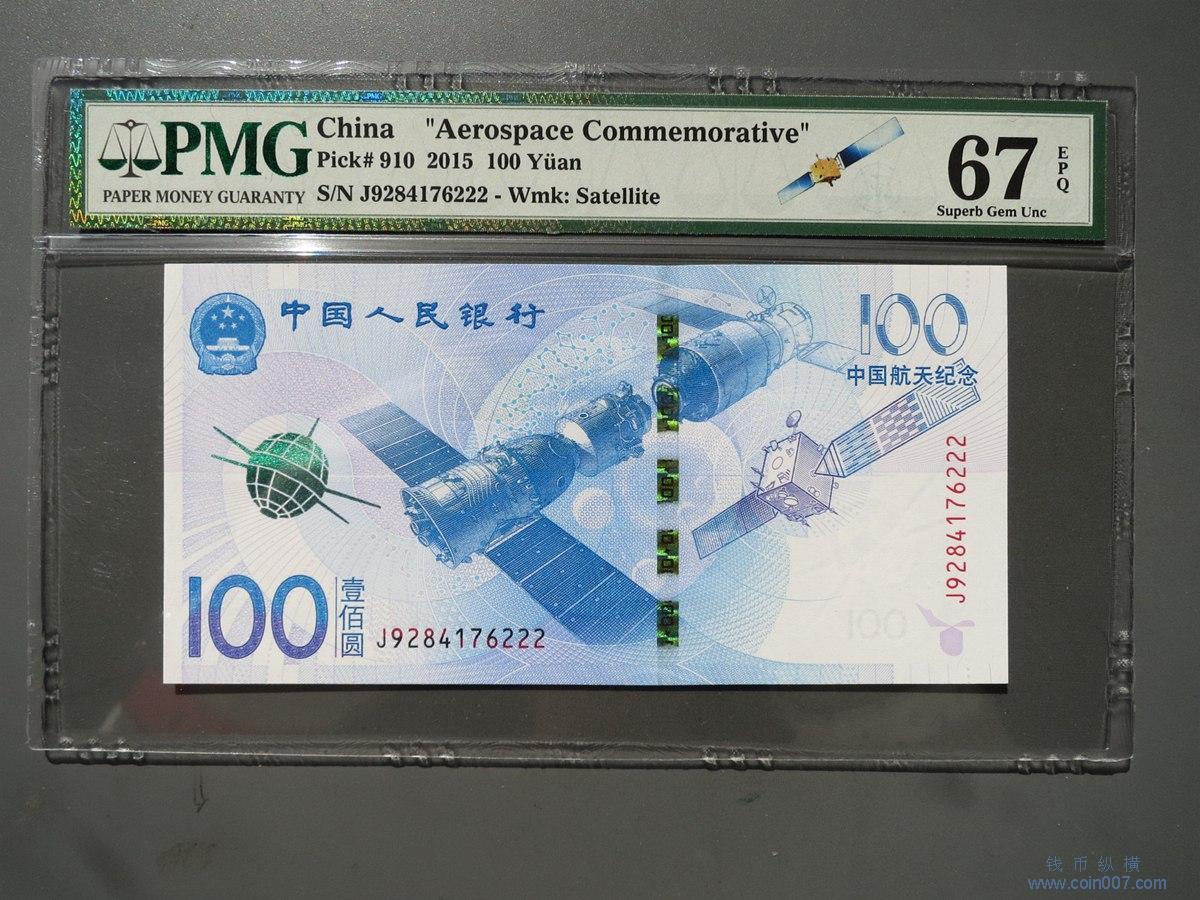 PMG
PAPER MONEY GUARANTY
China "Aerospace Commemorative"
Pick# 910 2015 100 Yüan
S/N J9284176222 - Wmk: Satellite
67
EPQ
Superb Gem Unc
中国人民银行
100
中国航天纪念
J9284176222
100
壹佰圆
J9284176222
100
钱币纵横
www.coin007.com